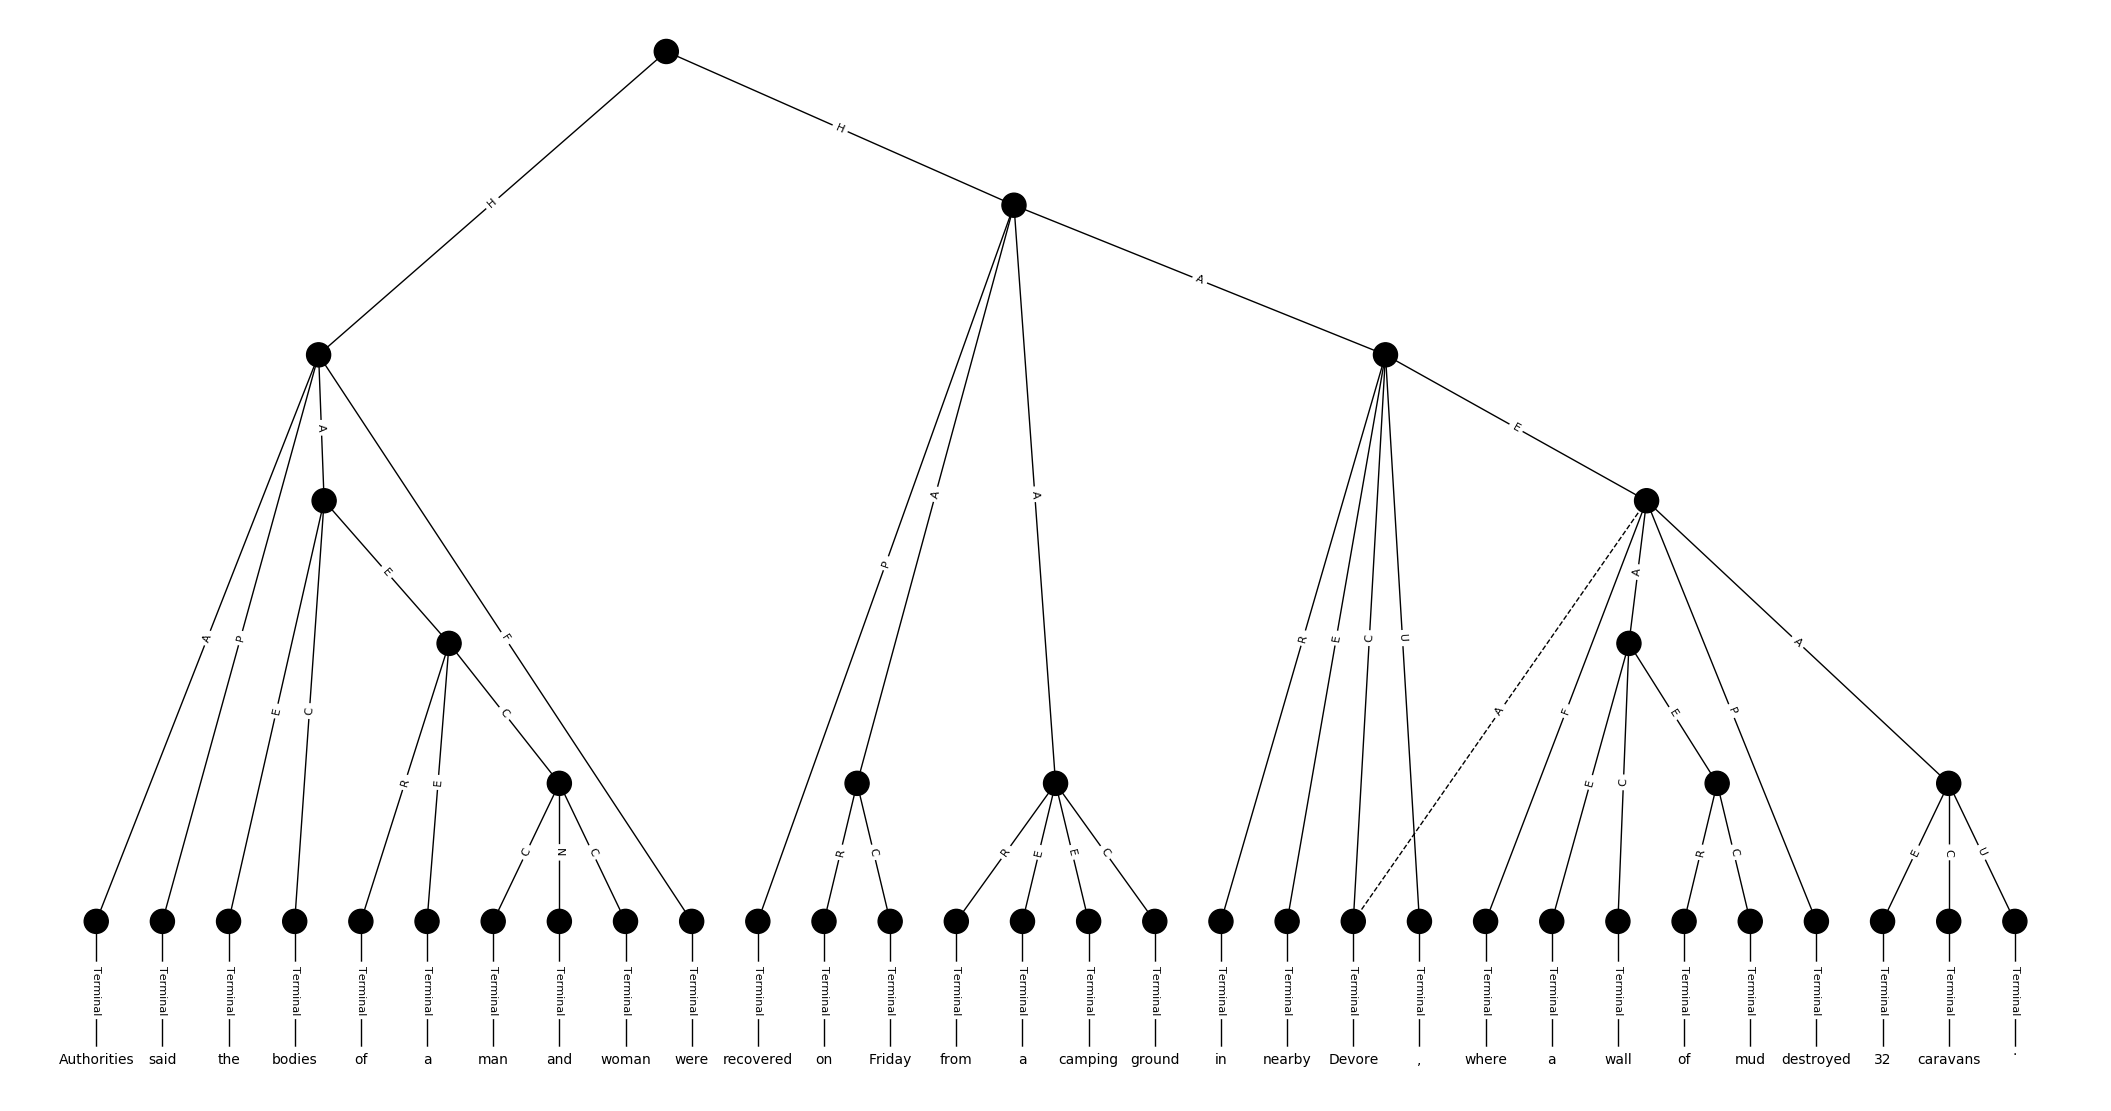 H
H
A
A
E
P
A
A
R
E
C
U
A
F
A
P
A
A
P
E
C
E
F
R
E
C
E
C
E
R
C
N
C
R
C
R
E
E
C
R
C
E
C
U
Terminal Terminal Terminal Terminal Terminal Terminal Terminal Terminal Terminal Terminal Terminal Terminal Terminal Terminal Terminal Terminal Terminal Terminal Terminal Terminal Terminal Terminal Terminal Terminal Terminal Terminal Terminal Terminal Terminal Terminal
Authorities said the bodies of a man and woman were recovered on Friday from a camping ground in nearby Devore , where a wall of mud destroyed 32 caravans .